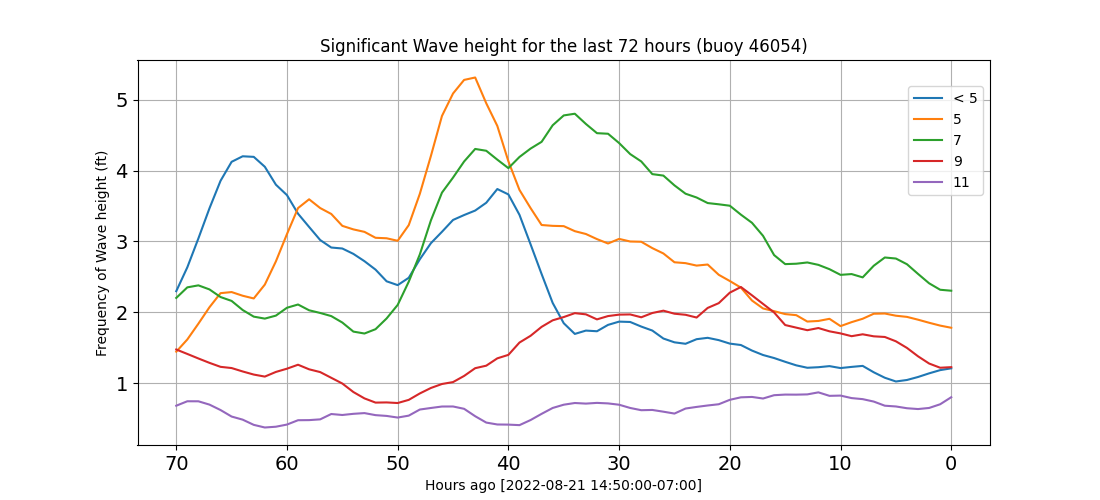 Significant Wave height for the last 72 hours (buoy 46054)
Frequency of Wave height (ft)
5
4
3
2
1
< 5
5
7
9
11
70 60 50 40 30 20 10 0
Hours ago [2022-08-21 14:50:00-07:00]